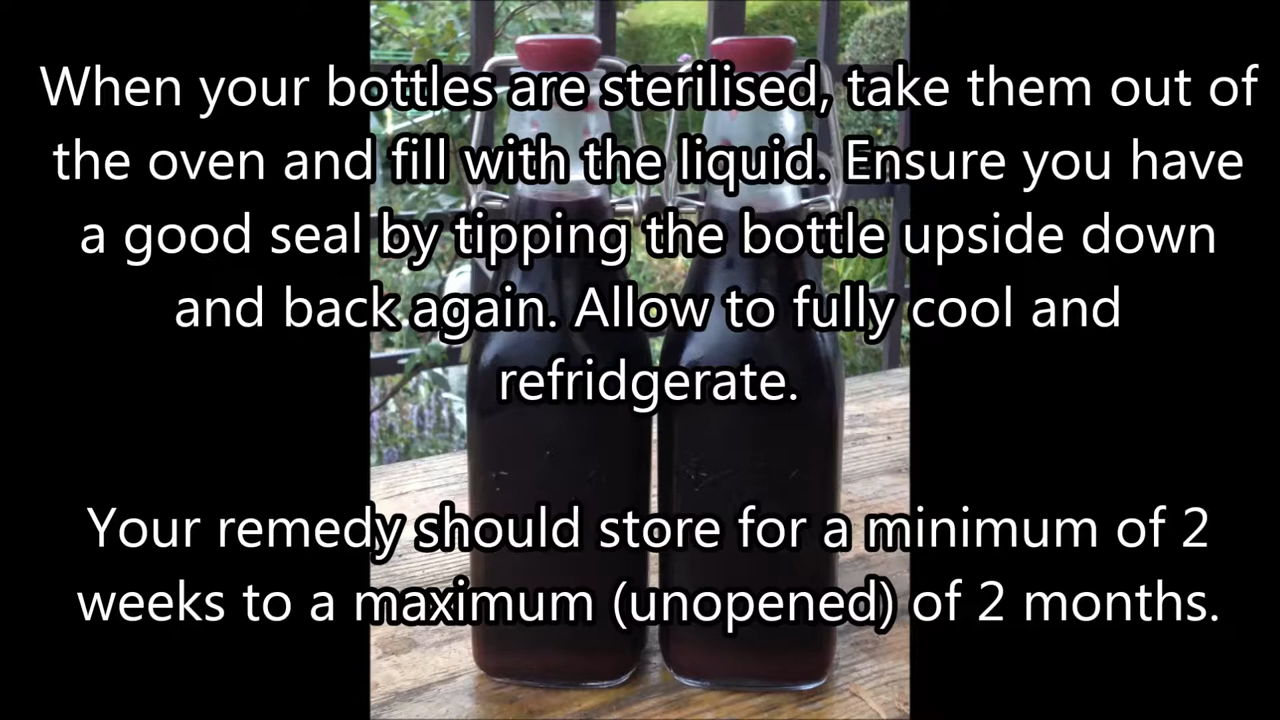 When your bottles are sterilised, take them out of
the oven and fill with the liquid. Ensure you have
a good seal by tipping the bottle upside down
and back again. Allow to fully cool and
refridgerate.
Your remedy should store for a minimum of 2
weeks to a maximum (unopened) of 2 months.